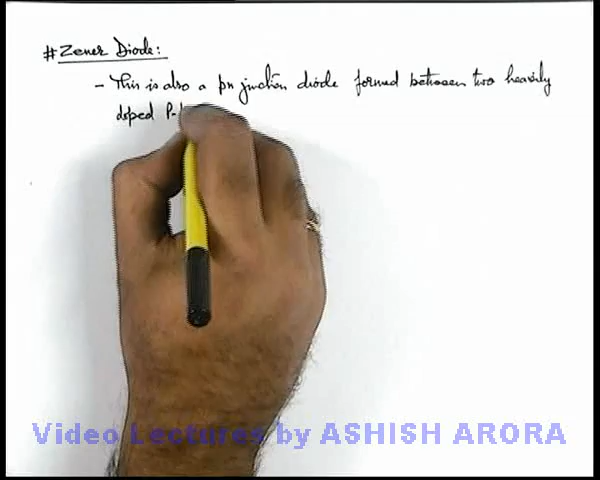 # Zener Diode:
- This is also a pn junction diode formed between two heavily
doped P-
Video Lectures by ASHISH ARORA